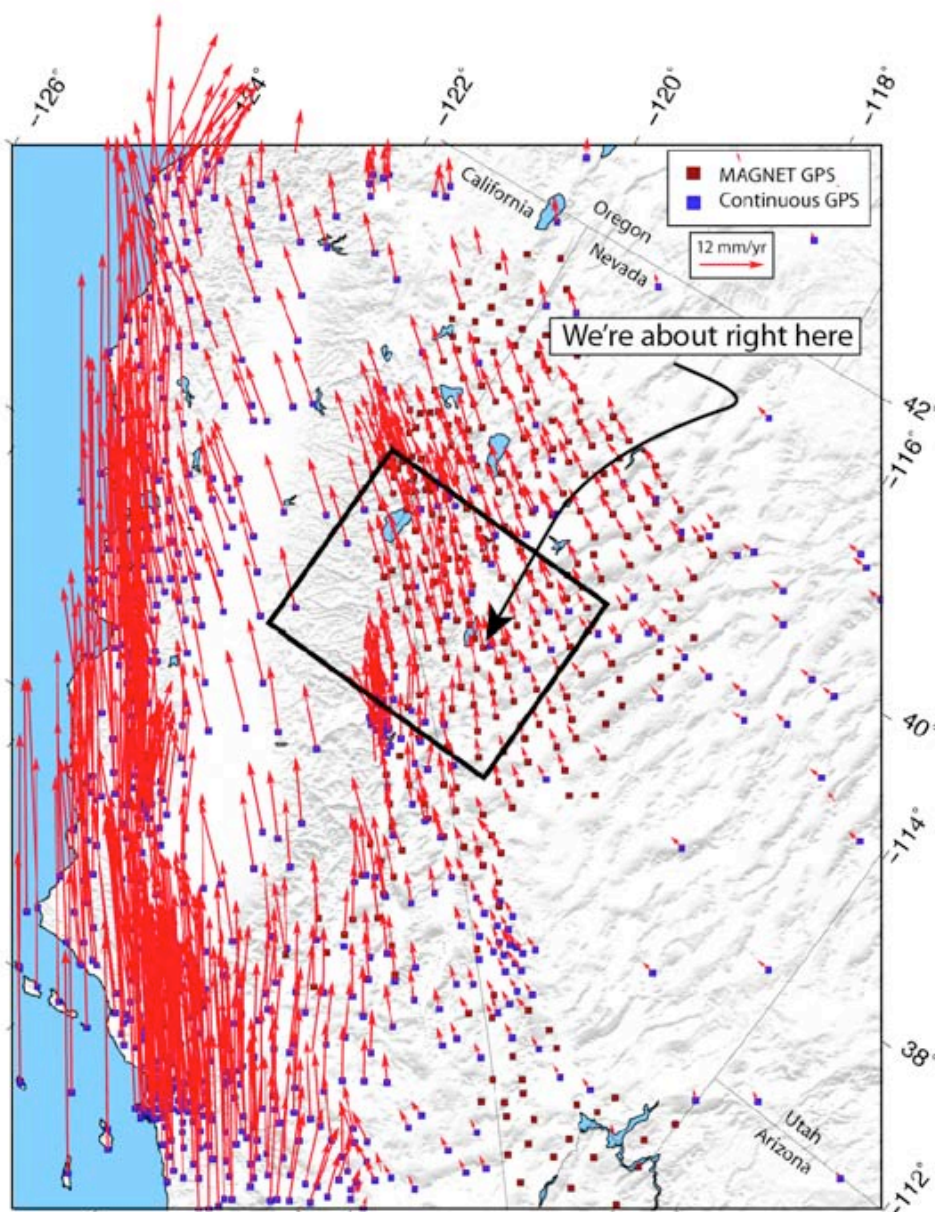 -126°
-124°
-122°
-120°
-118°
MAGNET GPS
Continuous GPS
12 mm/yr
California
Oregon
Nevada
We're about right here
42°
-116°
40°
-114°
38°
Utah
Arizona
-112°